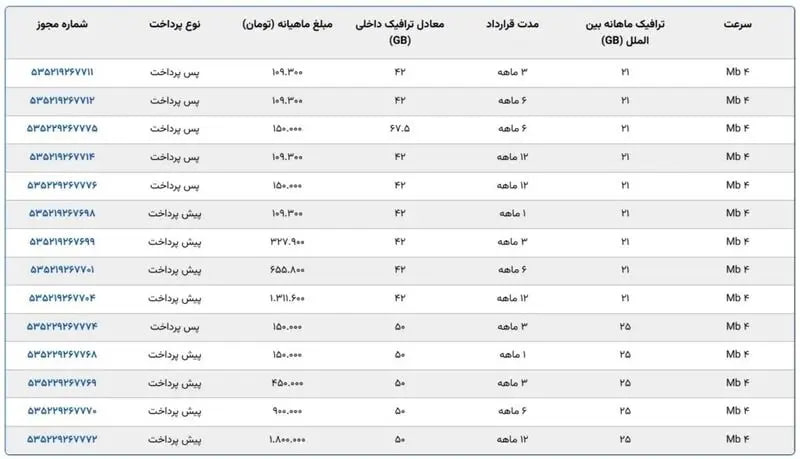 سرعت ترافیک ماهانه بین الملل (GB) مدت قرارداد معادل ترافیک داخلی (GB) مبلغ ماهیانه (تومان) نوع پرداخت شماره مجوز
۴ Mb ۲۱ ۳ ماهه ۴۲ ۱۰۹.۳۰۰ پس پرداخت ۵۳۵۲۱۹۲۶۷۷۱۱
۴ Mb ۲۱ ۶ ماهه ۴۲ ۱۰۹.۳۰۰ پس پرداخت ۵۳۵۲۱۹۲۶۷۷۱۲
۴ Mb ۲۱ ۶ ماهه ۶۷.۵ ۱۵۰.۰۰۰ پس پرداخت ۵۳۵۲۲۹۲۶۷۷۷۵
۴ Mb ۲۱ ۱۲ ماهه ۴۲ ۱۰۹.۳۰۰ پس پرداخت ۵۳۵۲۱۹۲۶۷۷۱۴
۴ Mb ۲۱ ۱۲ ماهه ۴۲ ۱۵۰.۰۰۰ پس پرداخت ۵۳۵۲۲۹۲۶۷۷۷۶
۴ Mb ۲۱ ۱ ماهه ۴۲ ۱۰۹.۳۰۰ پیش پرداخت ۵۳۵۲۱۹۲۶۷۶۹۸
۴ Mb ۲۱ ۳ ماهه ۴۲ ۳۲۷.۹۰۰ پیش پرداخت ۵۳۵۲۱۹۲۶۷۶۹۹
۴ Mb ۲۱ ۶ ماهه ۴۲ ۶۵۵.۸۰۰ پیش پرداخت ۵۳۵۲۱۹۲۶۷۷۰۱
۴ Mb ۲۱ ۱۲ ماهه ۴۲ ۱.۳۱۱.۶۰۰ پیش پرداخت ۵۳۵۲۱۹۲۶۷۷۰۴
۴ Mb ۲۵ ۳ ماهه ۵۰ ۱۵۰.۰۰۰ پس پرداخت ۵۳۵۲۲۹۲۶۷۷۷۴
۴ Mb ۲۵ ۱ ماهه ۵۰ ۱۵۰.۰۰۰ پیش پرداخت ۵۳۵۲۲۹۲۶۷۷۶۸
۴ Mb ۲۵ ۳ ماهه ۵۰ ۴۵۰.۰۰۰ پیش پرداخت ۵۳۵۲۲۹۲۶۷۷۶۹
۴ Mb ۲۵ ۶ ماهه ۵۰ ۹۰۰.۰۰۰ پیش پرداخت ۵۳۵۲۲۹۲۶۷۷۷۰
۴ Mb ۲۵ ۱۲ ماهه ۵۰ ۱.۸۰۰.۰۰۰ پیش پرداخت ۵۳۵۲۲۹۲۶۷۷۷۲